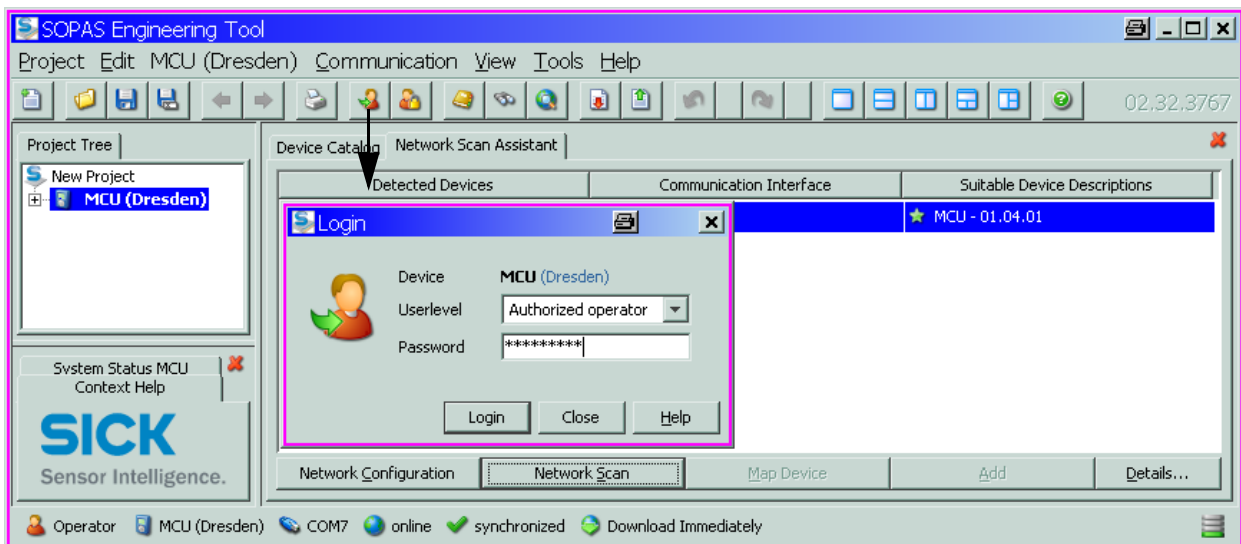 SOPAS Engineering Tool
Project Edit MCU (Dresden) Communication View Tools Help
02.32.3767
Project Tree
New Project
MCU (Dresden)
System Status MCU
Context Help
SICK
Sensor Intelligence.
Device Catalog Network Scan Assistant
Detected Devices Communication Interface Suitable Device Descriptions
MCU - 01.04.01
Login
Device MCU (Dresden)
Userlevel Authorized operator
Password *********
Login Close Help
Network Configuration Network Scan Map Device Add Details...
Operator MCU (Dresden) COM7 online synchronized Download Immediately